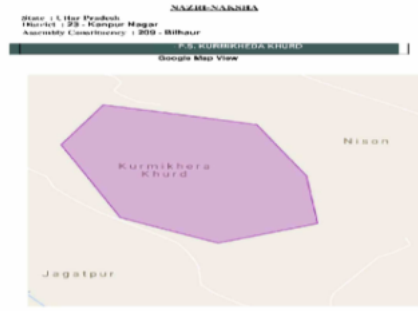 NAZRI-NAKSHA
State : Uttar Pradesh
District : 23 - Kanpur Nagar
Assembly Constituency : 209 - Bilhaur
P.S. KURMIKHEDA KHURD
Google Map View
Nison
Kurmikhera
Khurd
Jagatpur